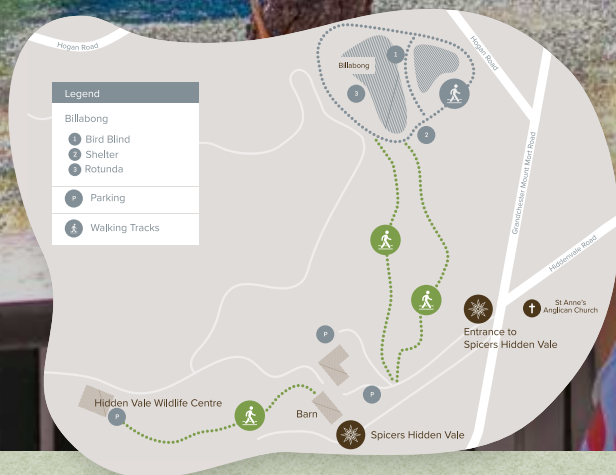 Hogan Road
Legend
Billabong
1 Bird Blind
2 Shelter
3 Rotunda
P Parking
Walking Tracks
Billabong
1
3
2
Hogan Road
Grandchester Mount Mort Road
Hiddenvale Road
St Anne's
Anglican Church
Entrance to
Spicers Hidden Vale
P
P
Hidden Vale Wildlife Centre
P
Barn
Spicers Hidden Vale